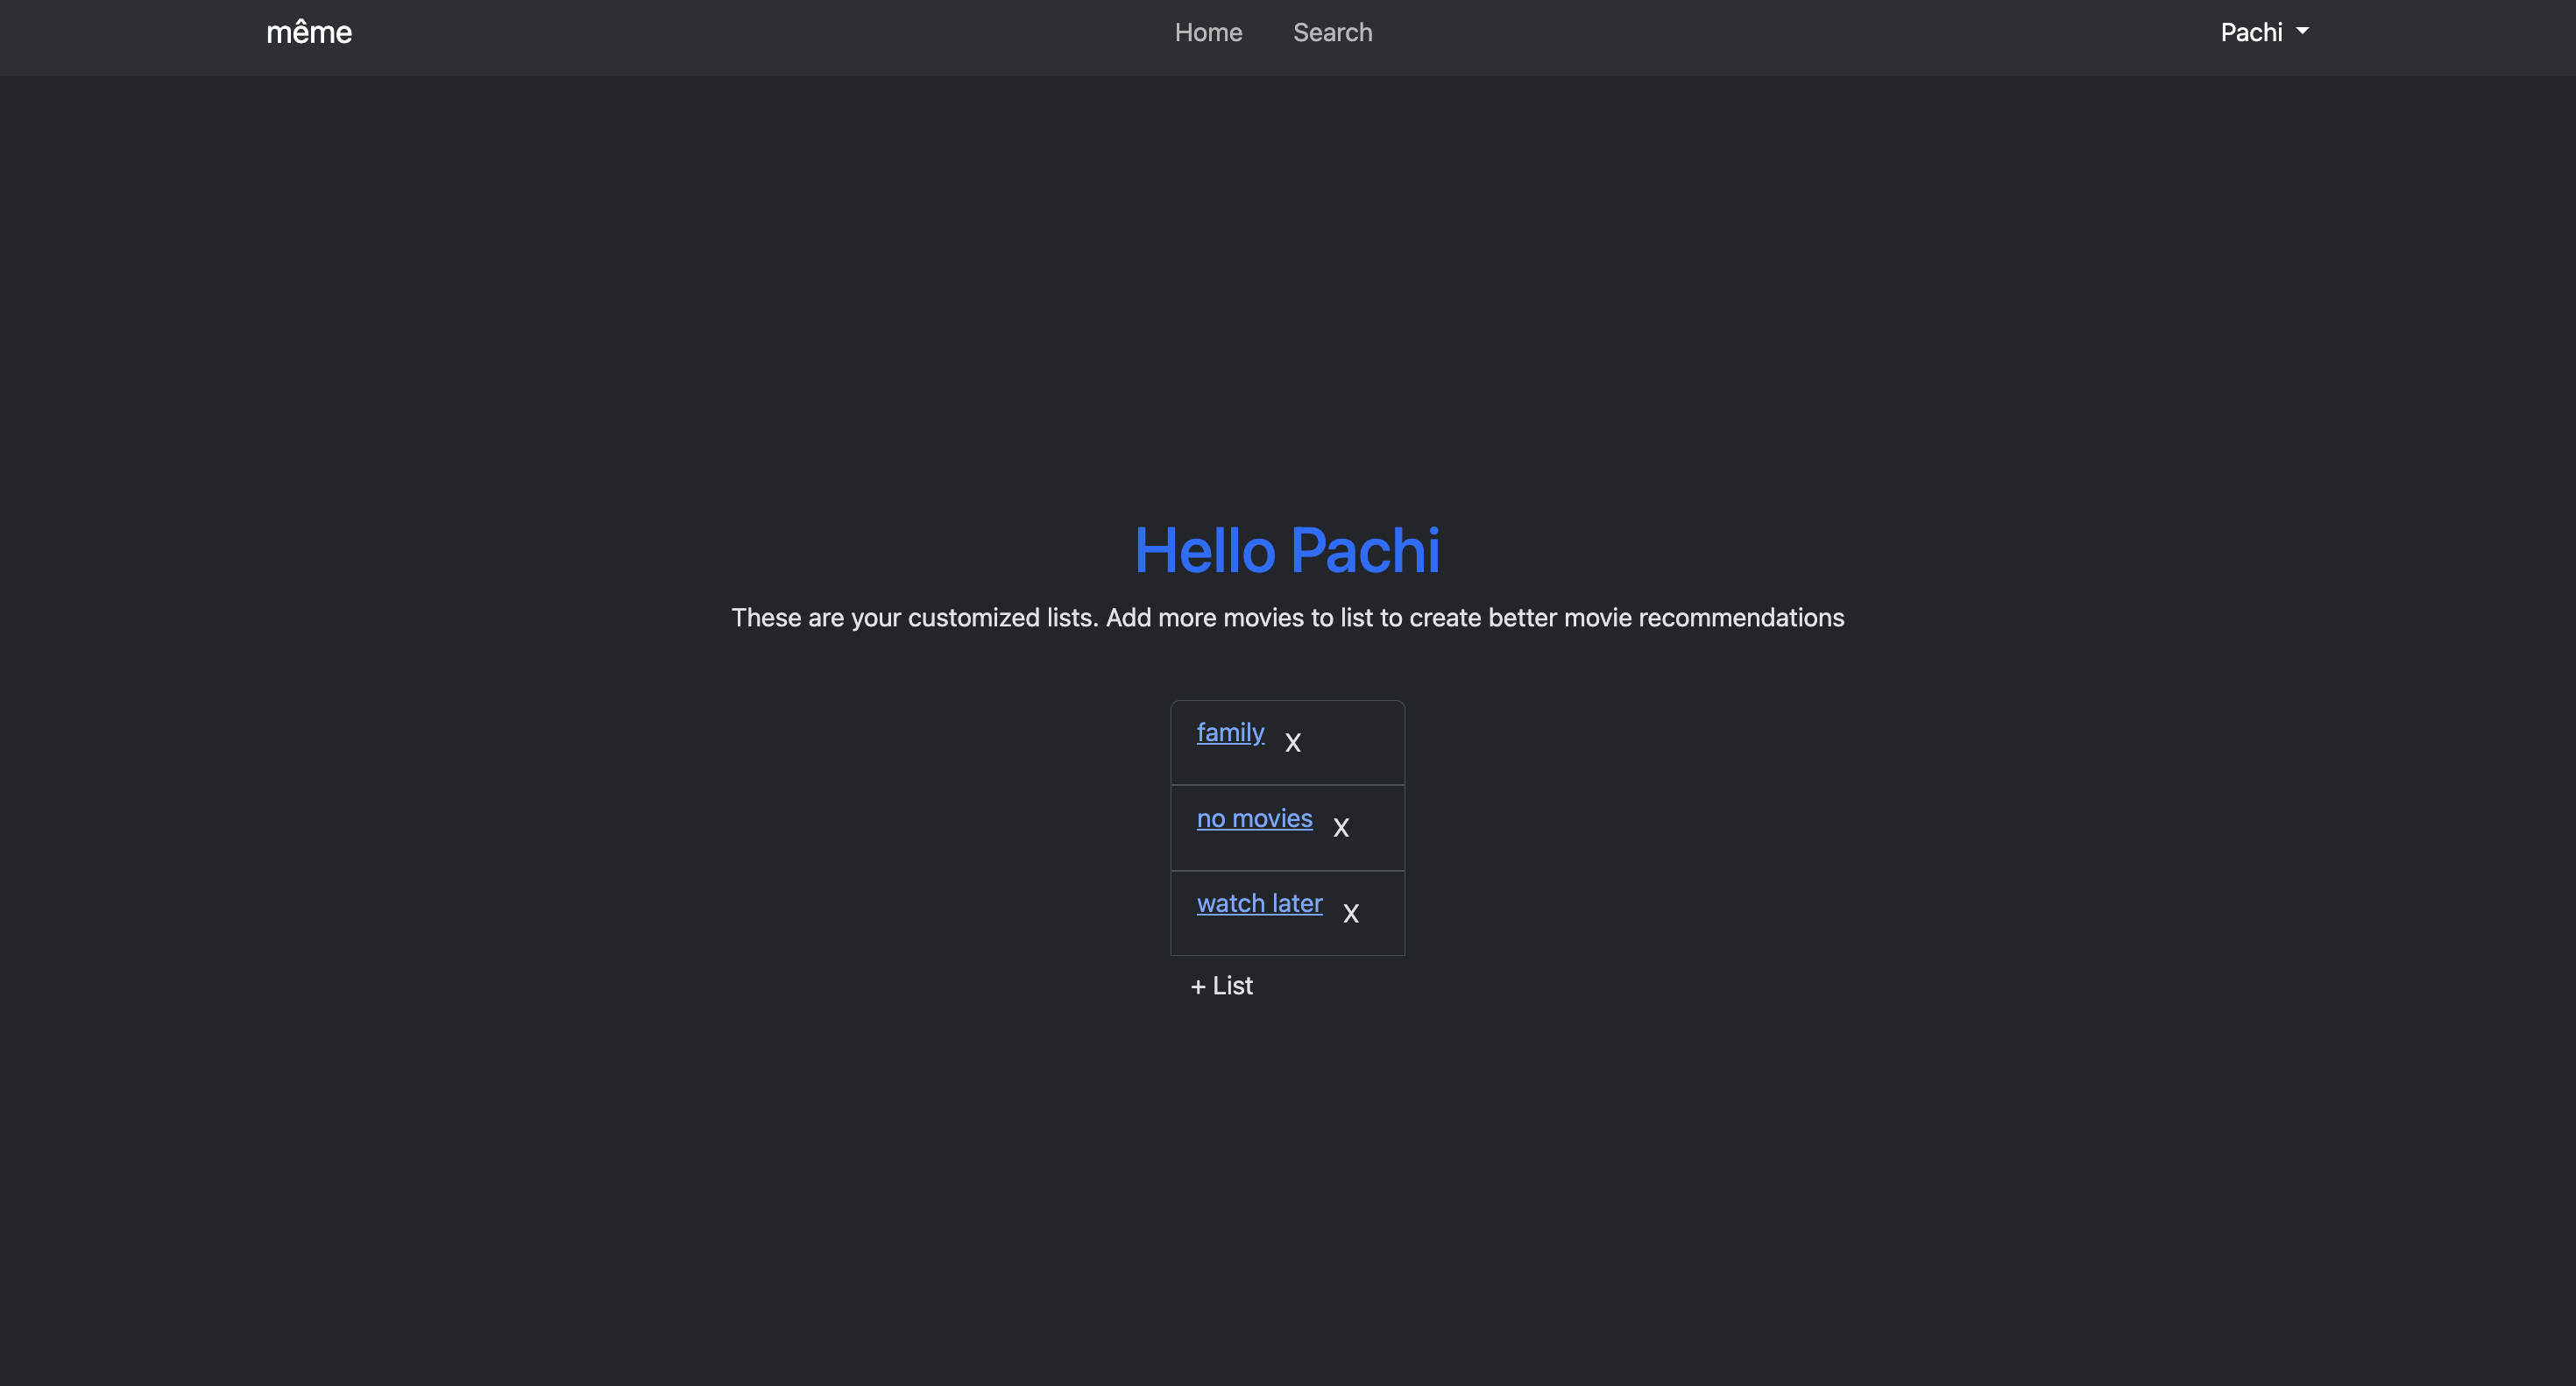 même Home Search Pachi
Hello Pachi
These are your customized lists. Add more movies to list to create better movie recommendations
family X
no movies X
watch later X
+ List